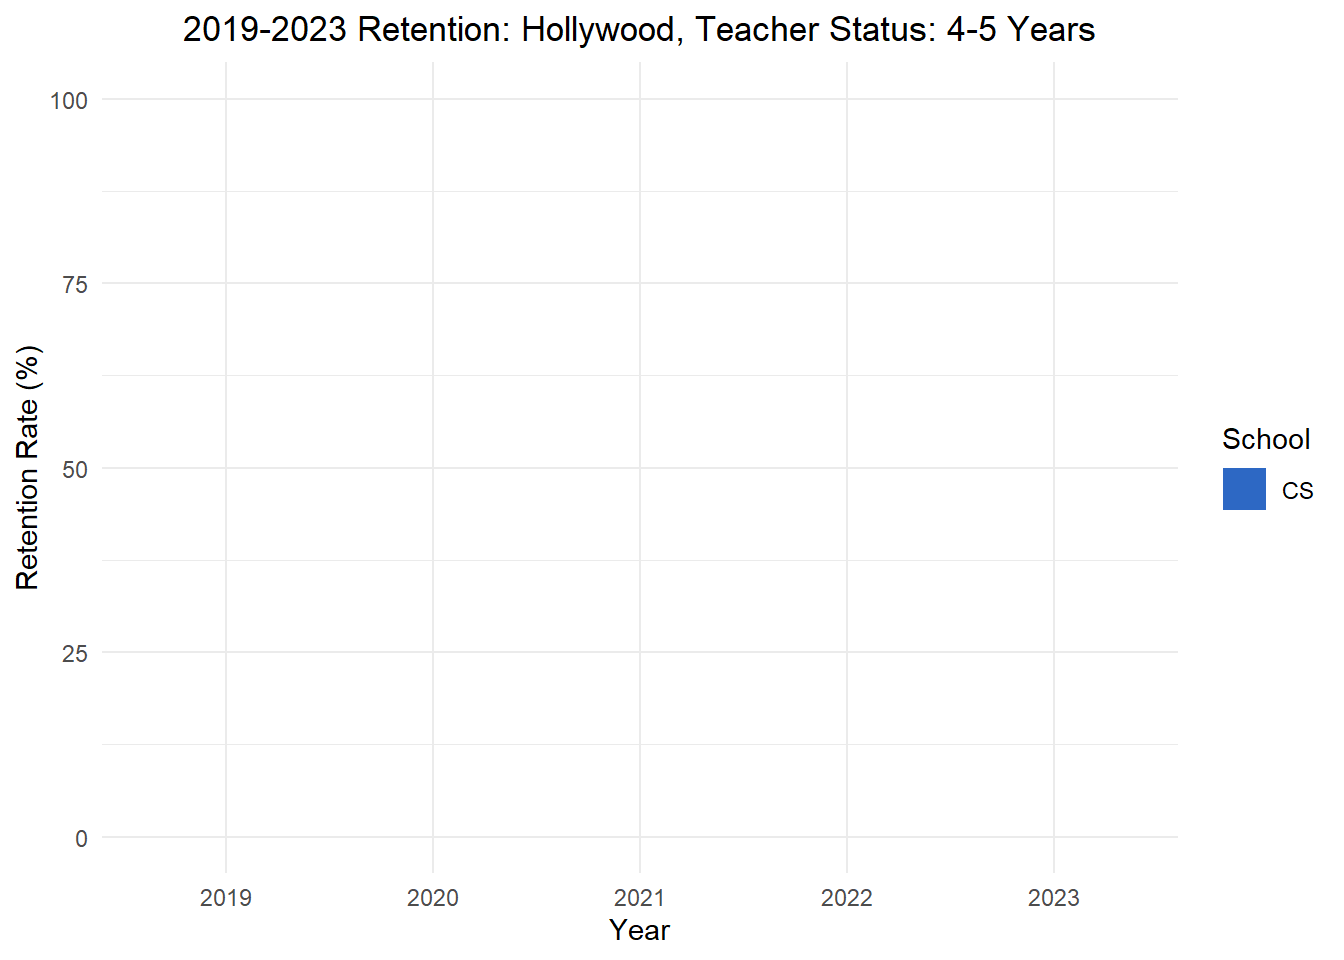 2019-2023 Retention: Hollywood, Teacher Status: 4-5 Years
Retention Rate (%)
100
75
50
25
0
2019 2020 2021 2022 2023
Year
School
CS